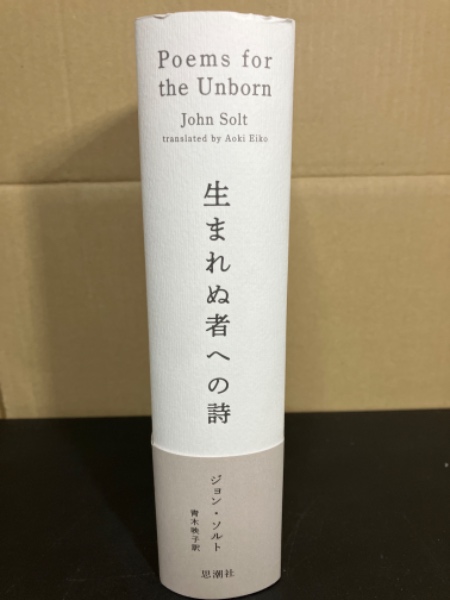 Poems for
the Unborn
John Solt
translated by Aoki Eiko
生まれぬ者への詩
ジョン・ソルト
青木映子訳
思潮社